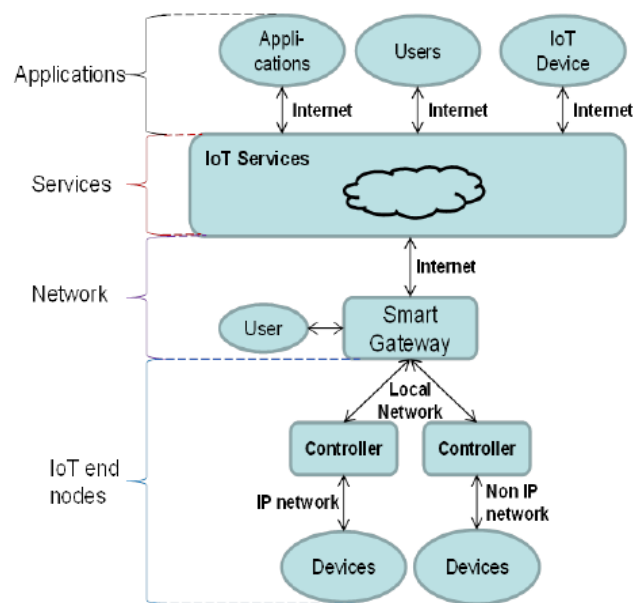 Appli-
cations
Users
IoT
Device
Applications
Internet
Internet
Internet
IoT Services
Services
Internet
Network
User
Smart
Gateway
Local
Network
Controller
Controller
IoT end
nodes
IP network
Non IP
network
Devices
Devices